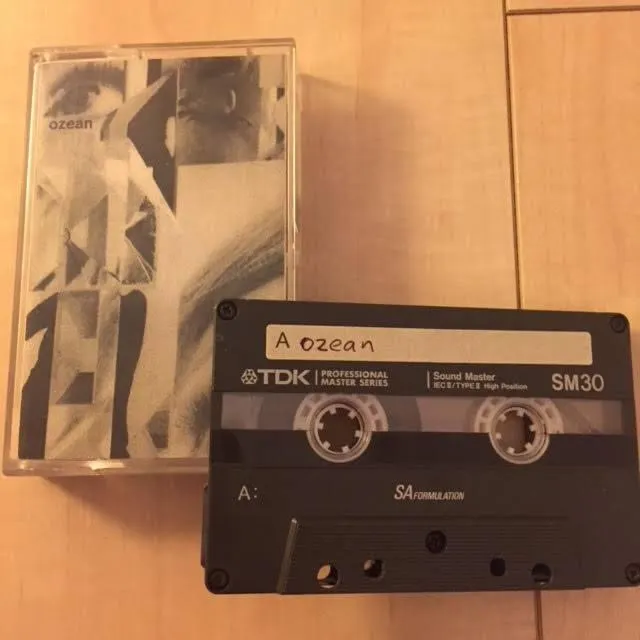 ozean
A ozean
TDK PROFESSIONAL MASTER SERIES
Sound Master
IEC II/TYPE II High Position
SM30
A:
SA FORMULATION